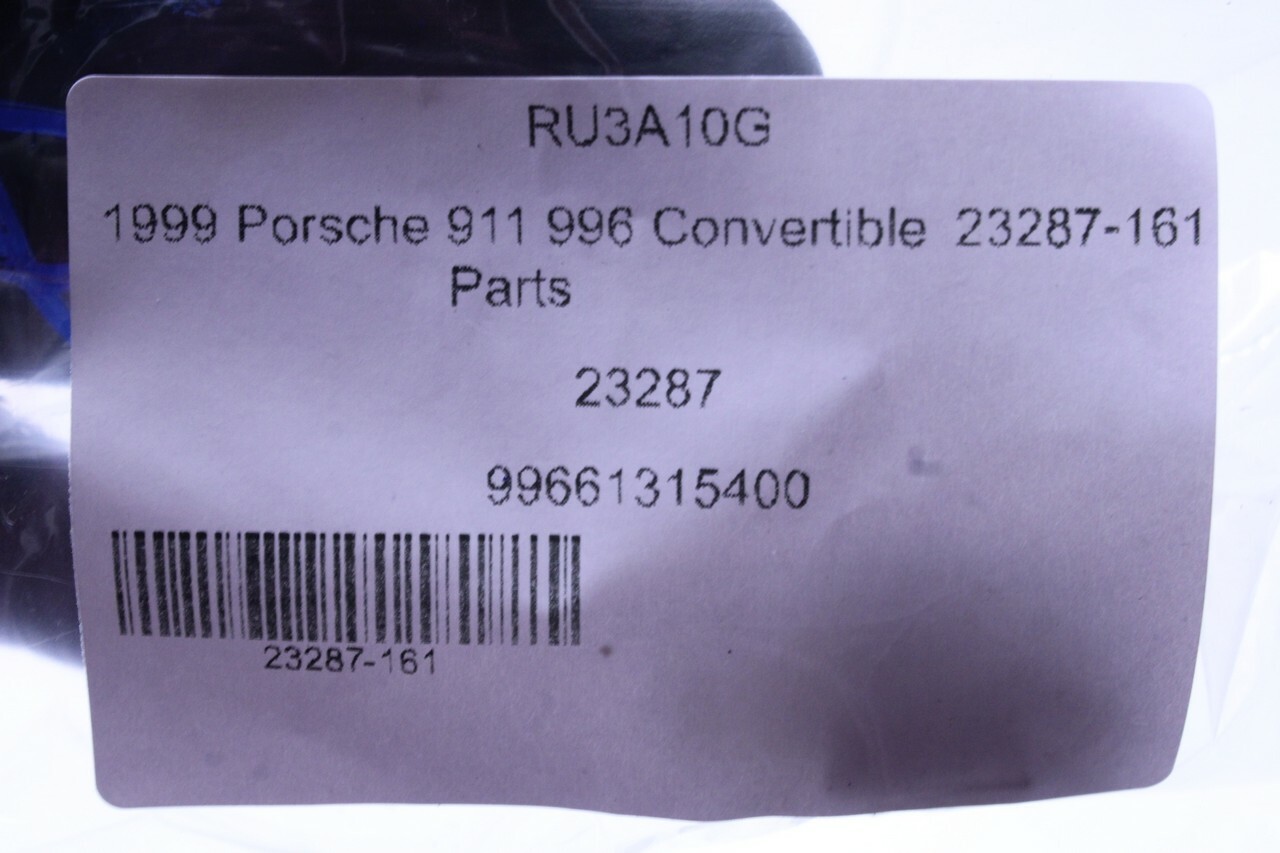 RU3A10G
1999 Porsche 911 996 Convertible 23287-161
Parts
23287
99661315400
23287-161